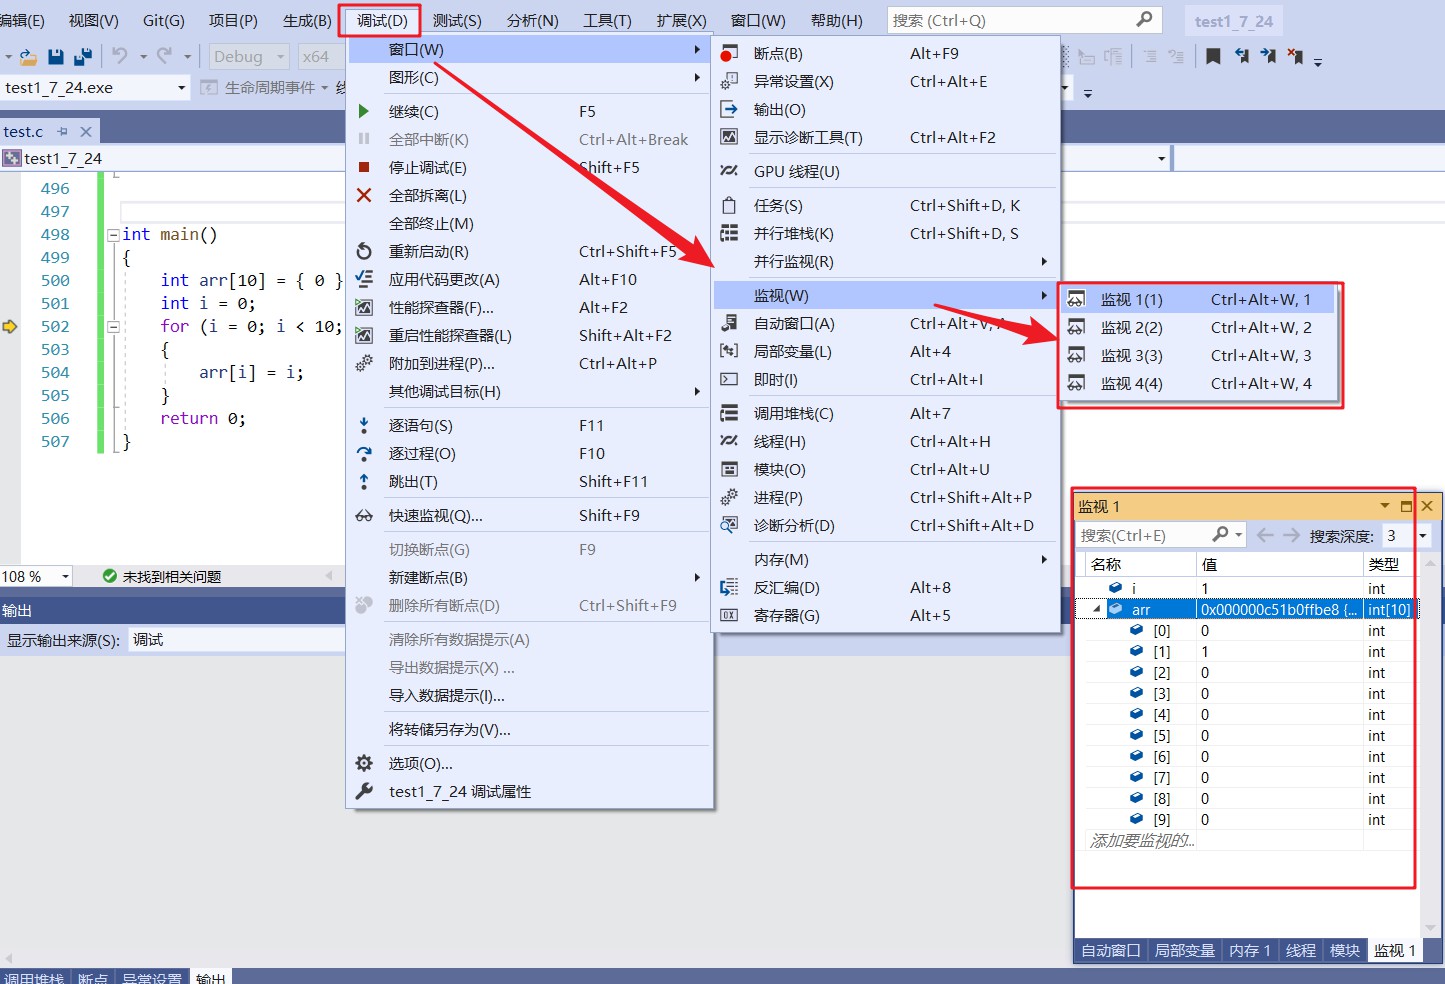 编辑(E) 视图(V) Git(G) 项目(P) 生成(B) 调试(D) 测试(S) 分析(N) 工具(T) 扩展(X) 窗口(W) 帮助(H) 搜索 (Ctrl+Q) test1_7_24
Debug x64
test1_7_24.exe 生命周期事件
test.c
test1_7_24
496
497
498 int main()
499 {
500 int arr[10] = { 0 }
501 int i = 0;
502 for (i = 0; i < 10;
503 {
504 arr[i] = i;
505 }
506 return 0;
507 }
108 % 未找到相关问题
输出
显示输出来源(S): 调试
窗口(W)
图形(C)
继续(C) F5
全部中断(K) Ctrl+Alt+Break
停止调试(E) Shift+F5
全部拆离(L)
全部终止(M)
重新启动(R) Ctrl+Shift+F5
应用代码更改(A) Alt+F10
性能探查器(F)... Alt+F2
重启性能探查器(L) Shift+Alt+F2
附加到进程(P)... Ctrl+Alt+P
其他调试目标(H)
逐语句(S) F11
逐过程(O) F10
跳出(T) Shift+F11
快速监视(Q)... Shift+F9
切换断点(G) F9
新建断点(B)
删除所有断点(D) Ctrl+Shift+F9
清除所有数据提示(A)
导出数据提示(X) ...
导入数据提示(I)...
将转储另存为(V)...
选项(O)...
test1_7_24 调试属性
断点(B) Alt+F9
异常设置(X) Ctrl+Alt+E
输出(O)
显示诊断工具(T) Ctrl+Alt+F2
GPU 线程(U)
任务(S) Ctrl+Shift+D, K
并行堆栈(K) Ctrl+Shift+D, S
并行监视(R)
监视(W)
自动窗口(A) Ctrl+Alt+V, A
局部变量(L) Alt+4
即时(I) Ctrl+Alt+I
调用堆栈(C) Alt+7
线程(H) Ctrl+Alt+H
模块(O) Ctrl+Alt+U
进程(P) Ctrl+Shift+Alt+P
诊断分析(D) Ctrl+Shift+Alt+D
内存(M)
反汇编(D) Alt+8
寄存器(G) Alt+5
监视 1(1) Ctrl+Alt+W, 1
监视 2(2) Ctrl+Alt+W, 2
监视 3(3) Ctrl+Alt+W, 3
监视 4(4) Ctrl+Alt+W, 4
监视 1
搜索(Ctrl+E) 搜索深度: 3
名称 值 类型
i 1 int
arr 0x000000c51b0ffbe8 {... int[10]
[0] 0 int
[1] 1 int
[2] 0 int
[3] 0 int
[4] 0 int
[5] 0 int
[6] 0 int
[7] 0 int
[8] 0 int
[9] 0 int
添加要监视的...
自动窗口 局部变量 内存 1 线程 模块 监视 1
调用堆栈 断点 异常设置 输出